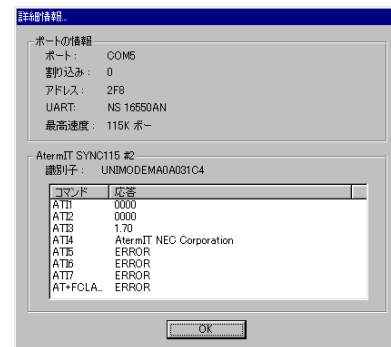 詳細情報...
ポートの情報
ポート： COM5
割り込み： 0
アドレス： 2F8
UART: NS 16550AN
最高速度： 115K ボー
AtermIT SYNC115 #2
識別子： UNIMODEMA0A031C4
コマンド 応答
ATI1 0000
ATI2 0000
ATI3 1.70
ATI4 AtermIT NEC Corporation
ATI5 ERROR
ATI6 ERROR
ATI7 ERROR
AT+FCLA... ERROR
OK